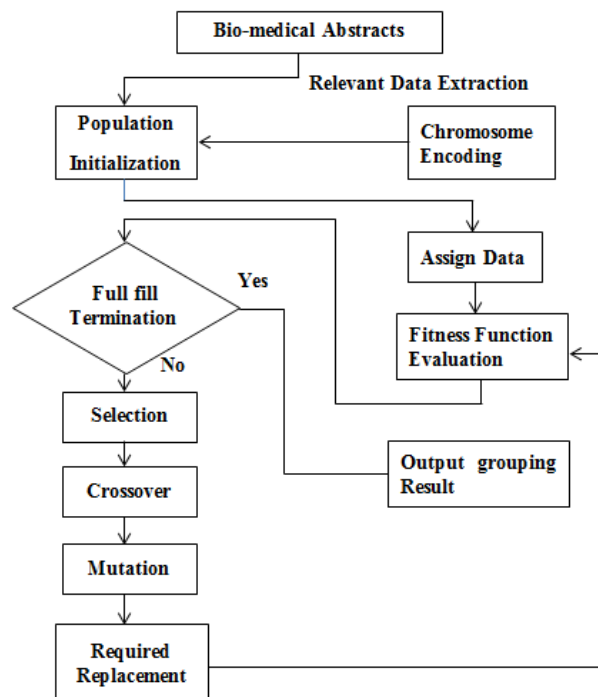 Bio-medical Abstracts
Relevant Data Extraction
Population
Initialization
Chromosome
Encoding
Assign Data
Full fill
Termination
Yes
No
Fitness Function
Evaluation
Selection
Output grouping
Result
Crossover
Mutation
Required
Replacement